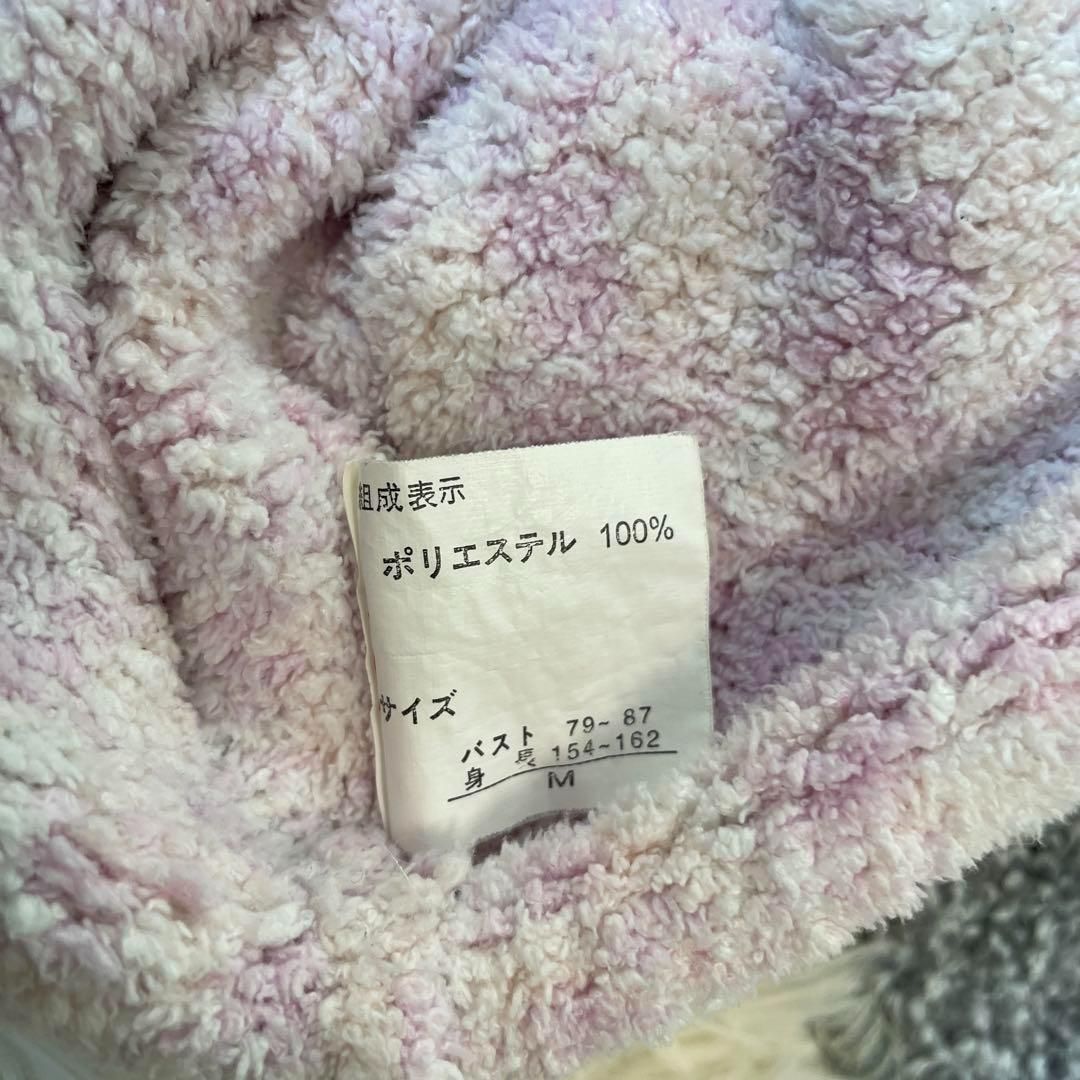 組成表示
ポリエステル 100%
サイズ
バスト 79~ 87
身 長 154~162
M